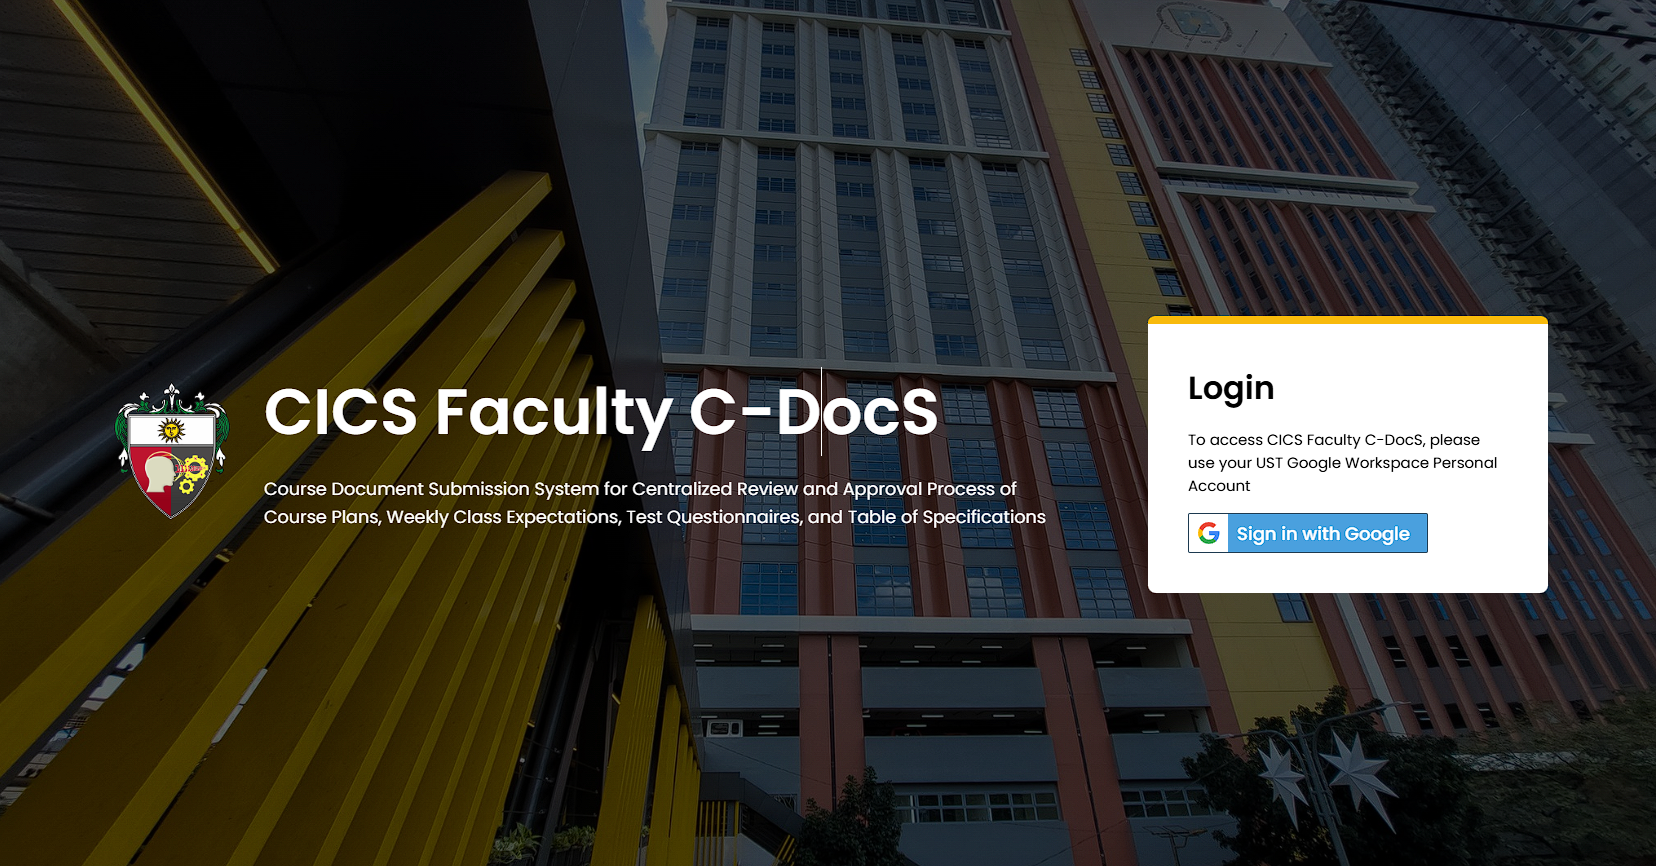 CICS Faculty C-DocS
Course Document Submission System for Centralized Review and Approval Process of
Course Plans, Weekly Class Expectations, Test Questionnaires, and Table of Specifications
Login
To access CICS Faculty C-DocS, please
use your UST Google Workspace Personal
Account
Sign in with Google